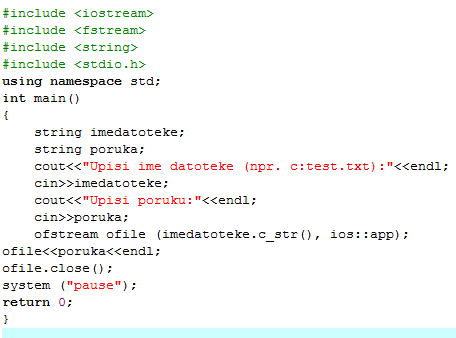 #include <iostream>
#include <fstream>
#include <string>
#include <stdio.h>
using namespace std;
int main()
{
    string imedatoteke;
    string poruka;
    cout<<"Upisi ime datoteke (npr. c:test.txt):"<<endl;
    cin>>imedatoteke;
    cout<<"Upisi poruku:"<<endl;
    cin>>poruka;
    ofstream ofile (imedatoteke.c_str(), ios::app);
ofile<<poruka<<endl;
ofile.close();
system ("pause");
return 0;
}